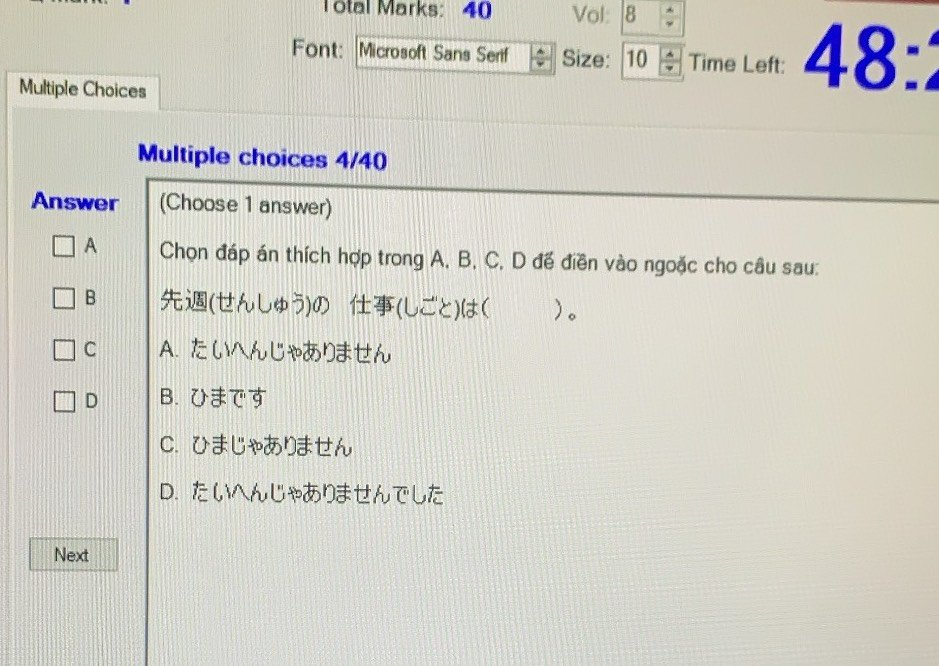 Total Marks: 40
Vol: 8
Font: Microsoft Sans Serif Size: 10 Time Left: 48:
Multiple Choices
Multiple choices 4/40
Answer
(Choose 1 answer)
A
Chọn đáp án thích hợp trong A, B, C, D để điền vào ngoặc cho câu sau:
B
先週(せんしゅう)の 仕事(しごと)は( )。
C
A. たいへんじゃありません
D
B. ひまです
C. ひまじゃありません
D. たいへんじゃありませんでした
Next